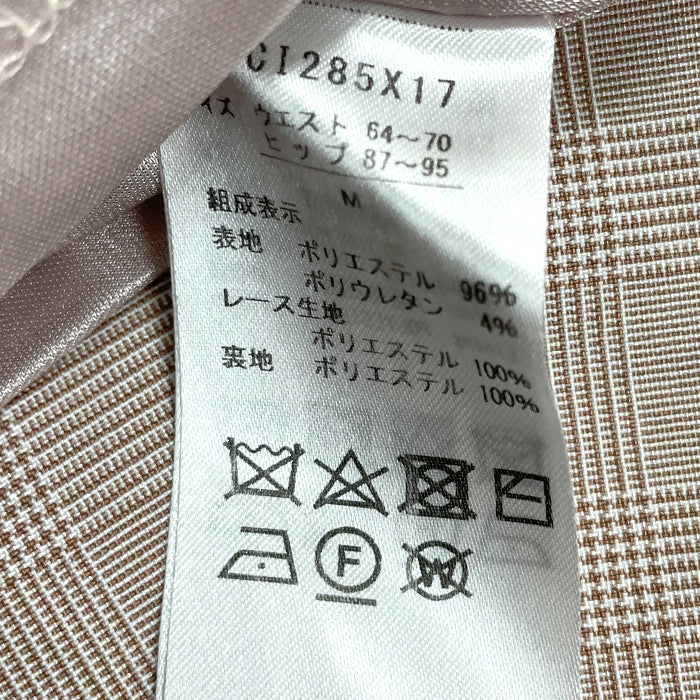 CI285X17
イズ ウエスト 64～70
ヒップ 87～95
M
組成表示
表地 ポリエステル 96%
ポリウレタン 4%
レース生地
ポリエステル 100%
裏地 ポリエステル 100%
F W